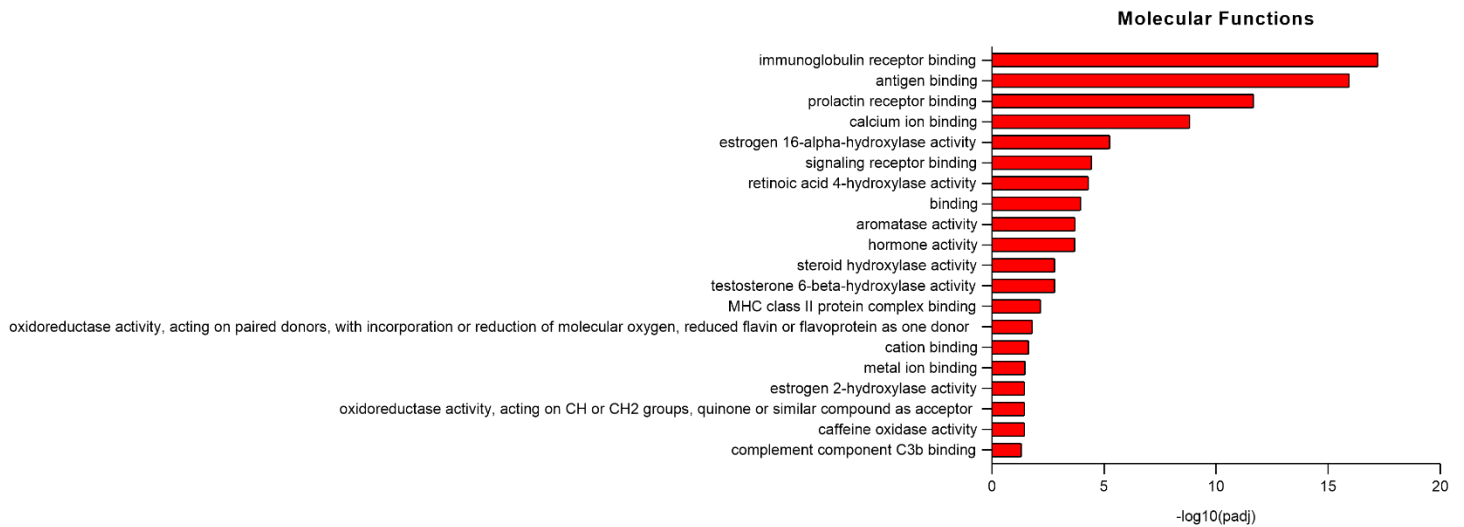 Molecular Functions
immunoglobulin receptor binding
antigen binding
prolactin receptor binding
calcium ion binding
estrogen 16-alpha-hydroxylase activity
signaling receptor binding
retinoic acid 4-hydroxylase activity
binding
aromatase activity
hormone activity
steroid hydroxylase activity
testosterone 6-beta-hydroxylase activity
MHC class II protein complex binding
oxidoreductase activity, acting on paired donors, with incorporation or reduction of molecular oxygen, reduced flavin or flavoprotein as one donor
cation binding
metal ion binding
estrogen 2-hydroxylase activity
oxidoreductase activity, acting on CH or CH2 groups, quinone or similar compound as acceptor
caffeine oxidase activity
complement component C3b binding
0 5 10 15 20
-log10(padj)